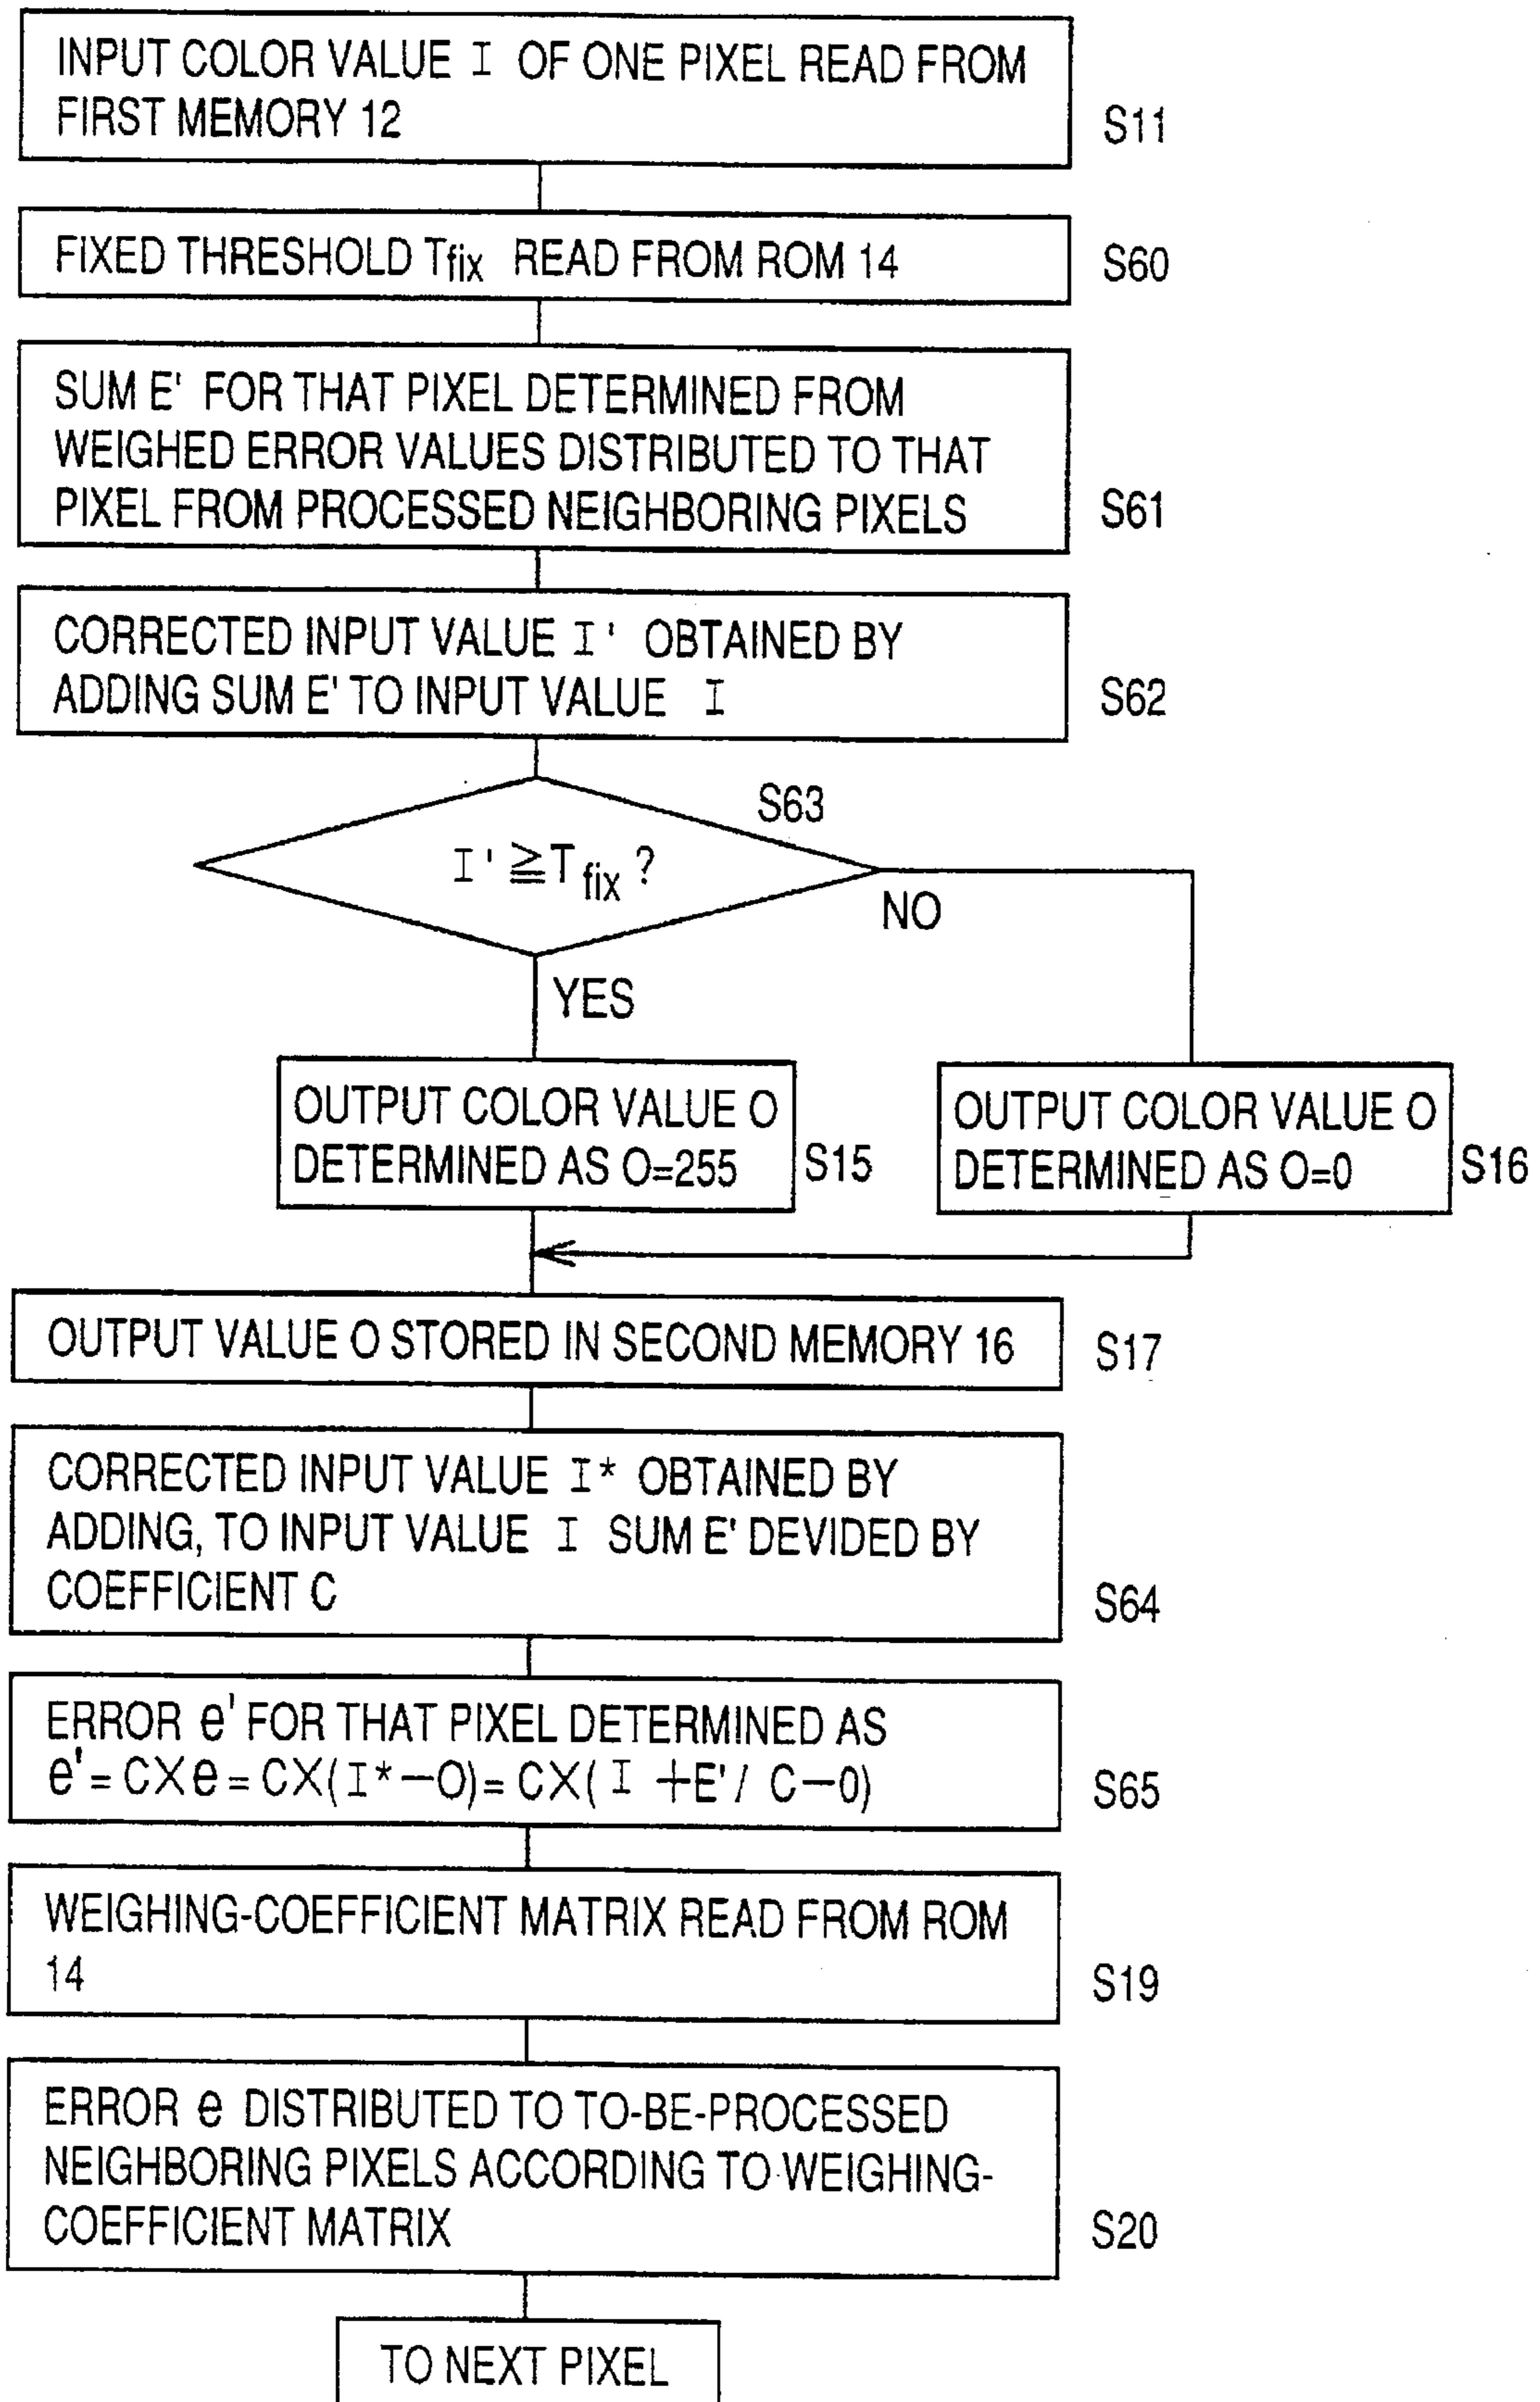 INPUT COLOR VALUE I OF ONE PIXEL READ FROM
FIRST MEMORY 12
S11
FIXED THRESHOLD Tfix READ FROM ROM 14
S60
SUM E' FOR THAT PIXEL DETERMINED FROM
WEIGHED ERROR VALUES DISTRIBUTED TO THAT
PIXEL FROM PROCESSED NEIGHBORING PIXELS
S61
CORRECTED INPUT VALUE I' OBTAINED BY
ADDING SUM E' TO INPUT VALUE I
S62
S63
I' ≧ Tfix ?
NO
YES
OUTPUT COLOR VALUE O
DETERMINED AS O=255
S15
OUTPUT COLOR VALUE O
DETERMINED AS O=0
S16
OUTPUT VALUE O STORED IN SECOND MEMORY 16
S17
CORRECTED INPUT VALUE I* OBTAINED BY
ADDING, TO INPUT VALUE I SUM E' DEVIDED BY
COEFFICIENT C
S64
ERROR e' FOR THAT PIXEL DETERMINED AS
e'=C×e=C×(I*−O)=C×(I+E'/C−0)
S65
WEIGHING-COEFFICIENT MATRIX READ FROM ROM
14
S19
ERROR e DISTRIBUTED TO TO-BE-PROCESSED
NEIGHBORING PIXELS ACCORDING TO WEIGHING-
COEFFICIENT MATRIX
S20
TO NEXT PIXEL